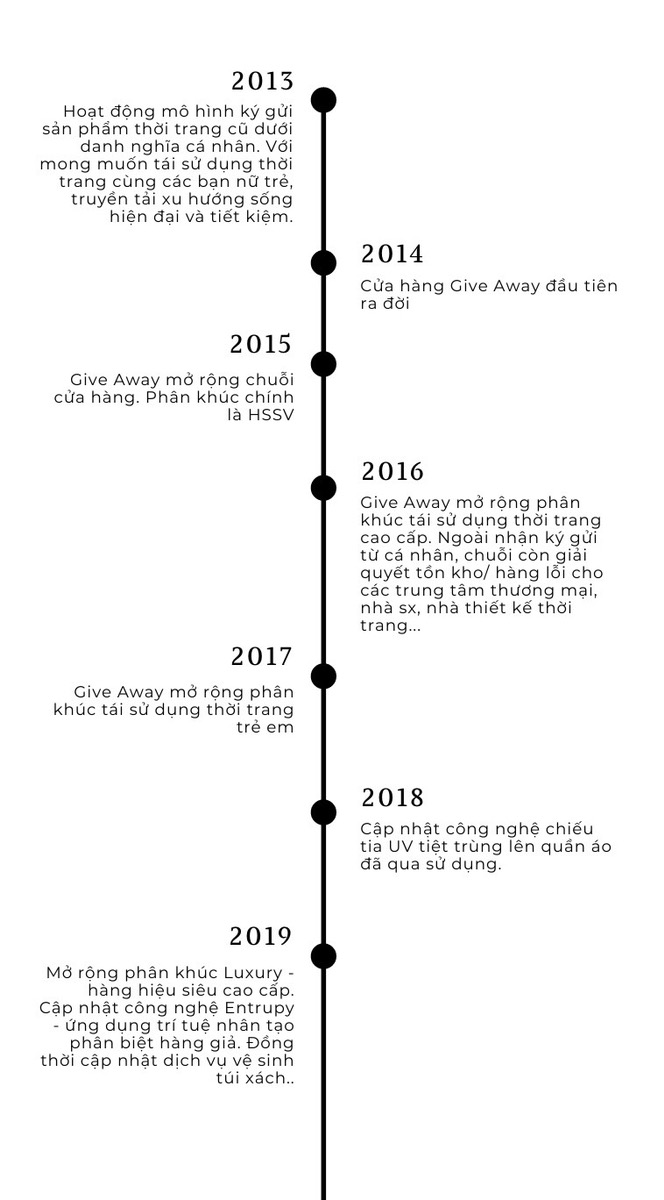 2013
Hoạt động mô hình ký gửi
sản phẩm thời trang cũ dưới
danh nghĩa cá nhân. Với
mong muốn tái sử dụng thời
trang cùng các bạn nữ trẻ,
truyền tải xu hướng sống
hiện đại và tiết kiệm.
2014
Cửa hàng Give Away đầu tiên
ra đời
2015
Give Away mở rộng chuỗi
cửa hàng. Phân khúc chính
là HSSV
2016
Give Away mở rộng phân
khúc tái sử dụng thời trang
cao cấp. Ngoài nhận ký gửi
từ cá nhân, chuỗi còn giải
quyết tồn kho/ hàng lỗi cho
các trung tâm thương mại,
nhà sx, nhà thiết kế thời
trang...
2017
Give Away mở rộng phân
khúc tái sử dụng thời trang
trẻ em
2018
Cập nhật công nghệ chiếu
tia UV tiệt trùng lên quần áo
đã qua sử dụng.
2019
Mở rộng phân khúc Luxury -
hàng hiệu siêu cao cấp.
Cập nhật công nghệ Entrupy
- ứng dụng trí tuệ nhân tạo
phân biệt hàng giả. Đồng
thời cập nhật dịch vụ vệ sinh
túi xách..